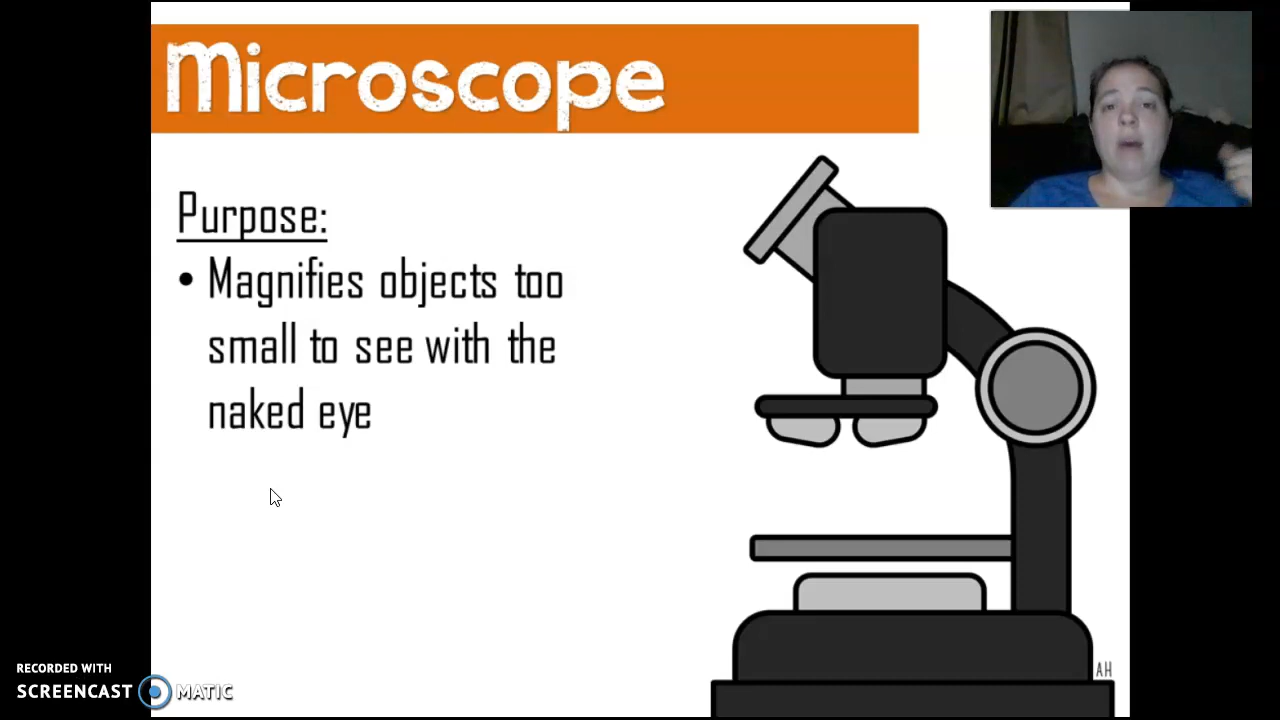 Microscope
Purpose:
• Magnifies objects too
small to see with the
naked eye
AH
RECORDED WITH
SCREENCAST MATIC